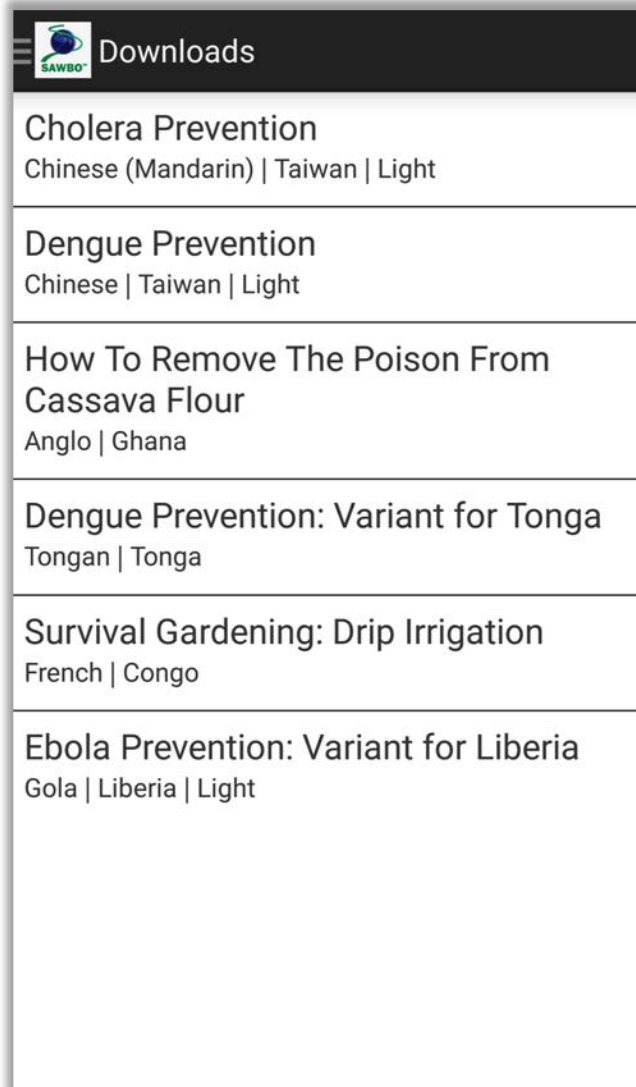 SAWBO™ Downloads
Cholera Prevention
Chinese (Mandarin) | Taiwan | Light
Dengue Prevention
Chinese | Taiwan | Light
How To Remove The Poison From
Cassava Flour
Anglo | Ghana
Dengue Prevention: Variant for Tonga
Tongan | Tonga
Survival Gardening: Drip Irrigation
French | Congo
Ebola Prevention: Variant for Liberia
Gola | Liberia | Light